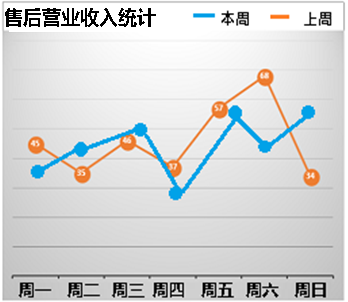 售后营业收入统计
本周 上周
45 35 46 37 57 68 34
周一 周二 周三 周四 周五 周六 周日